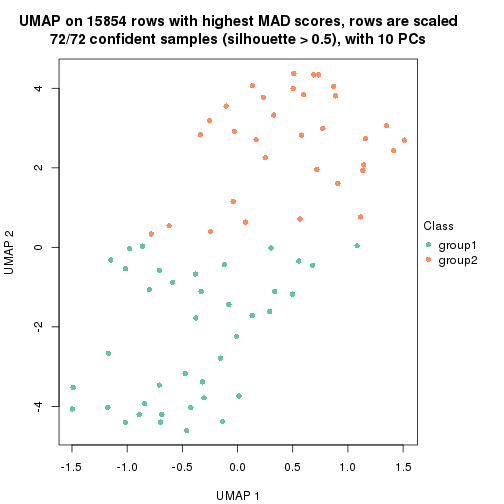 UMAP on 15854 rows with highest MAD scores, rows are scaled
72/72 confident samples (silhouette > 0.5), with 10 PCs
4
2
0
-2
-4
UMAP 2
-1.5 -1.0 -0.5 0.0 0.5 1.0 1.5
UMAP 1
Class
group1
group2